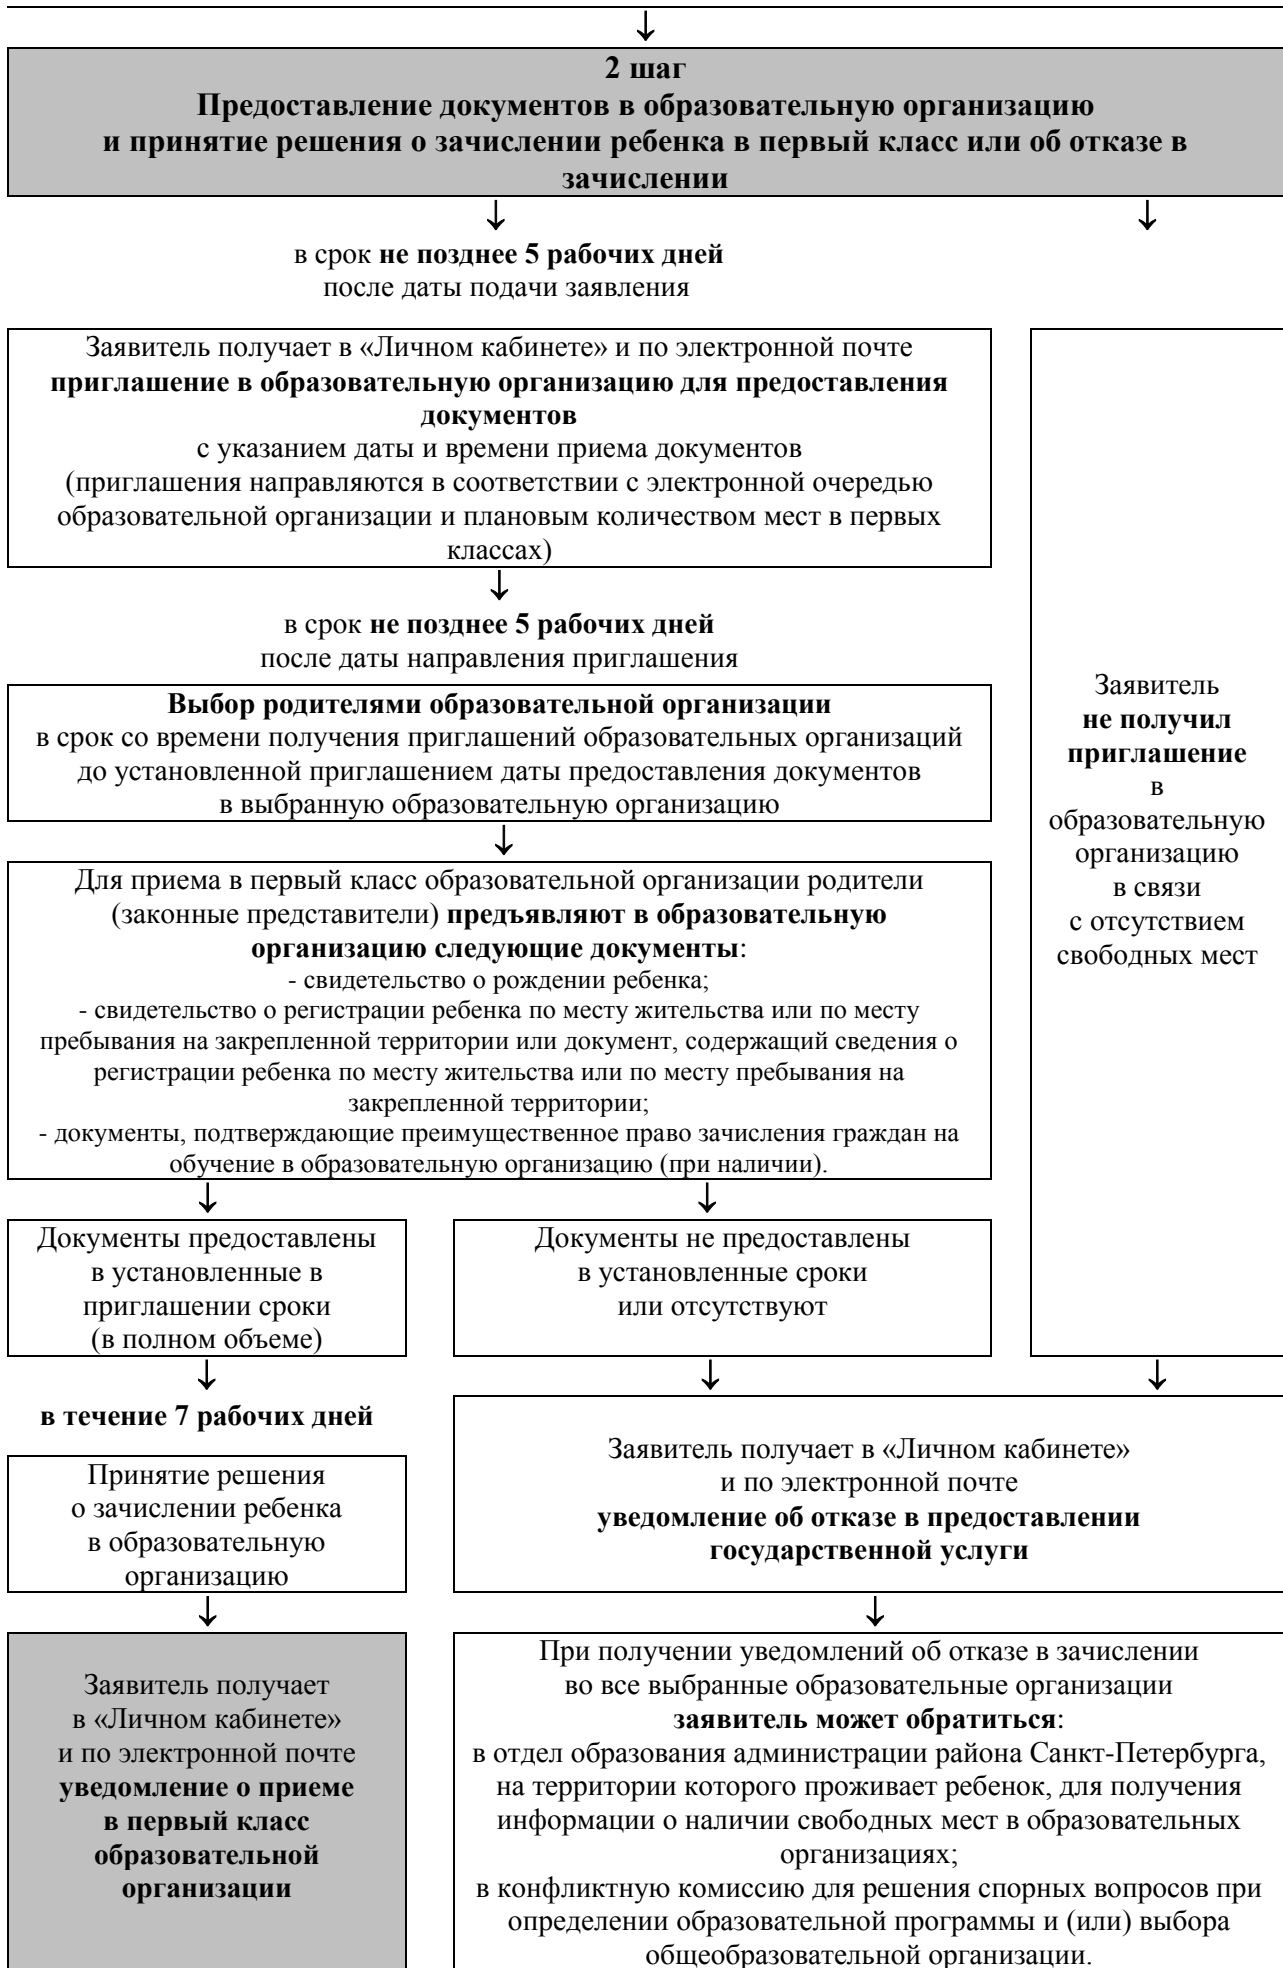 2 шаг
Предоставление документов в образовательную организацию
и принятие решения о зачислении ребенка в первый класс или об отказе в
зачислении
в срок не позднее 5 рабочих дней
после даты подачи заявления
Заявитель получает в «Личном кабинете» и по электронной почте
приглашение в образовательную организацию для предоставления
документов
с указанием даты и времени приема документов
(приглашения направляются в соответствии с электронной очередью
образовательной организации и плановым количеством мест в первых
классах)
в срок не позднее 5 рабочих дней
после даты направления приглашения
Выбор родителями образовательной организации
в срок со времени получения приглашений образовательных организаций
до установленной приглашением даты предоставления документов
в выбранную образовательную организацию
Для приема в первый класс образовательной организации родители
(законные представители) предъявляют в образовательную
организацию следующие документы:
- свидетельство о рождении ребенка;
- свидетельство о регистрации ребенка по месту жительства или по месту
пребывания на закрепленной территории или документ, содержащий сведения о
регистрации ребенка по месту жительства или по месту пребывания на
закрепленной территории;
- документы, подтверждающие преимущественное право зачисления граждан на
обучение в образовательную организацию (при наличии).
Заявитель
не получил
приглашение
в
образовательную
организацию
в связи
с отсутствием
свободных мест
Документы предоставлены
в установленные в
приглашении сроки
(в полном объеме)
Документы не предоставлены
в установленные сроки
или отсутствуют
в течение 7 рабочих дней
Принятие решения
о зачислении ребенка
в образовательную
организацию
Заявитель получает в «Личном кабинете»
и по электронной почте
уведомление об отказе в предоставлении
государственной услуги
Заявитель получает
в «Личном кабинете»
и по электронной почте
уведомление о приеме
в первый класс
образовательной
организации
При получении уведомлений об отказе в зачислении
во все выбранные образовательные организации
заявитель может обратиться:
в отдел образования администрации района Санкт-Петербурга,
на территории которого проживает ребенок, для получения
информации о наличии свободных мест в образовательных
организациях;
в конфликтную комиссию для решения спорных вопросов при
определении образовательной программы и (или) выбора
общеобразовательной организации.